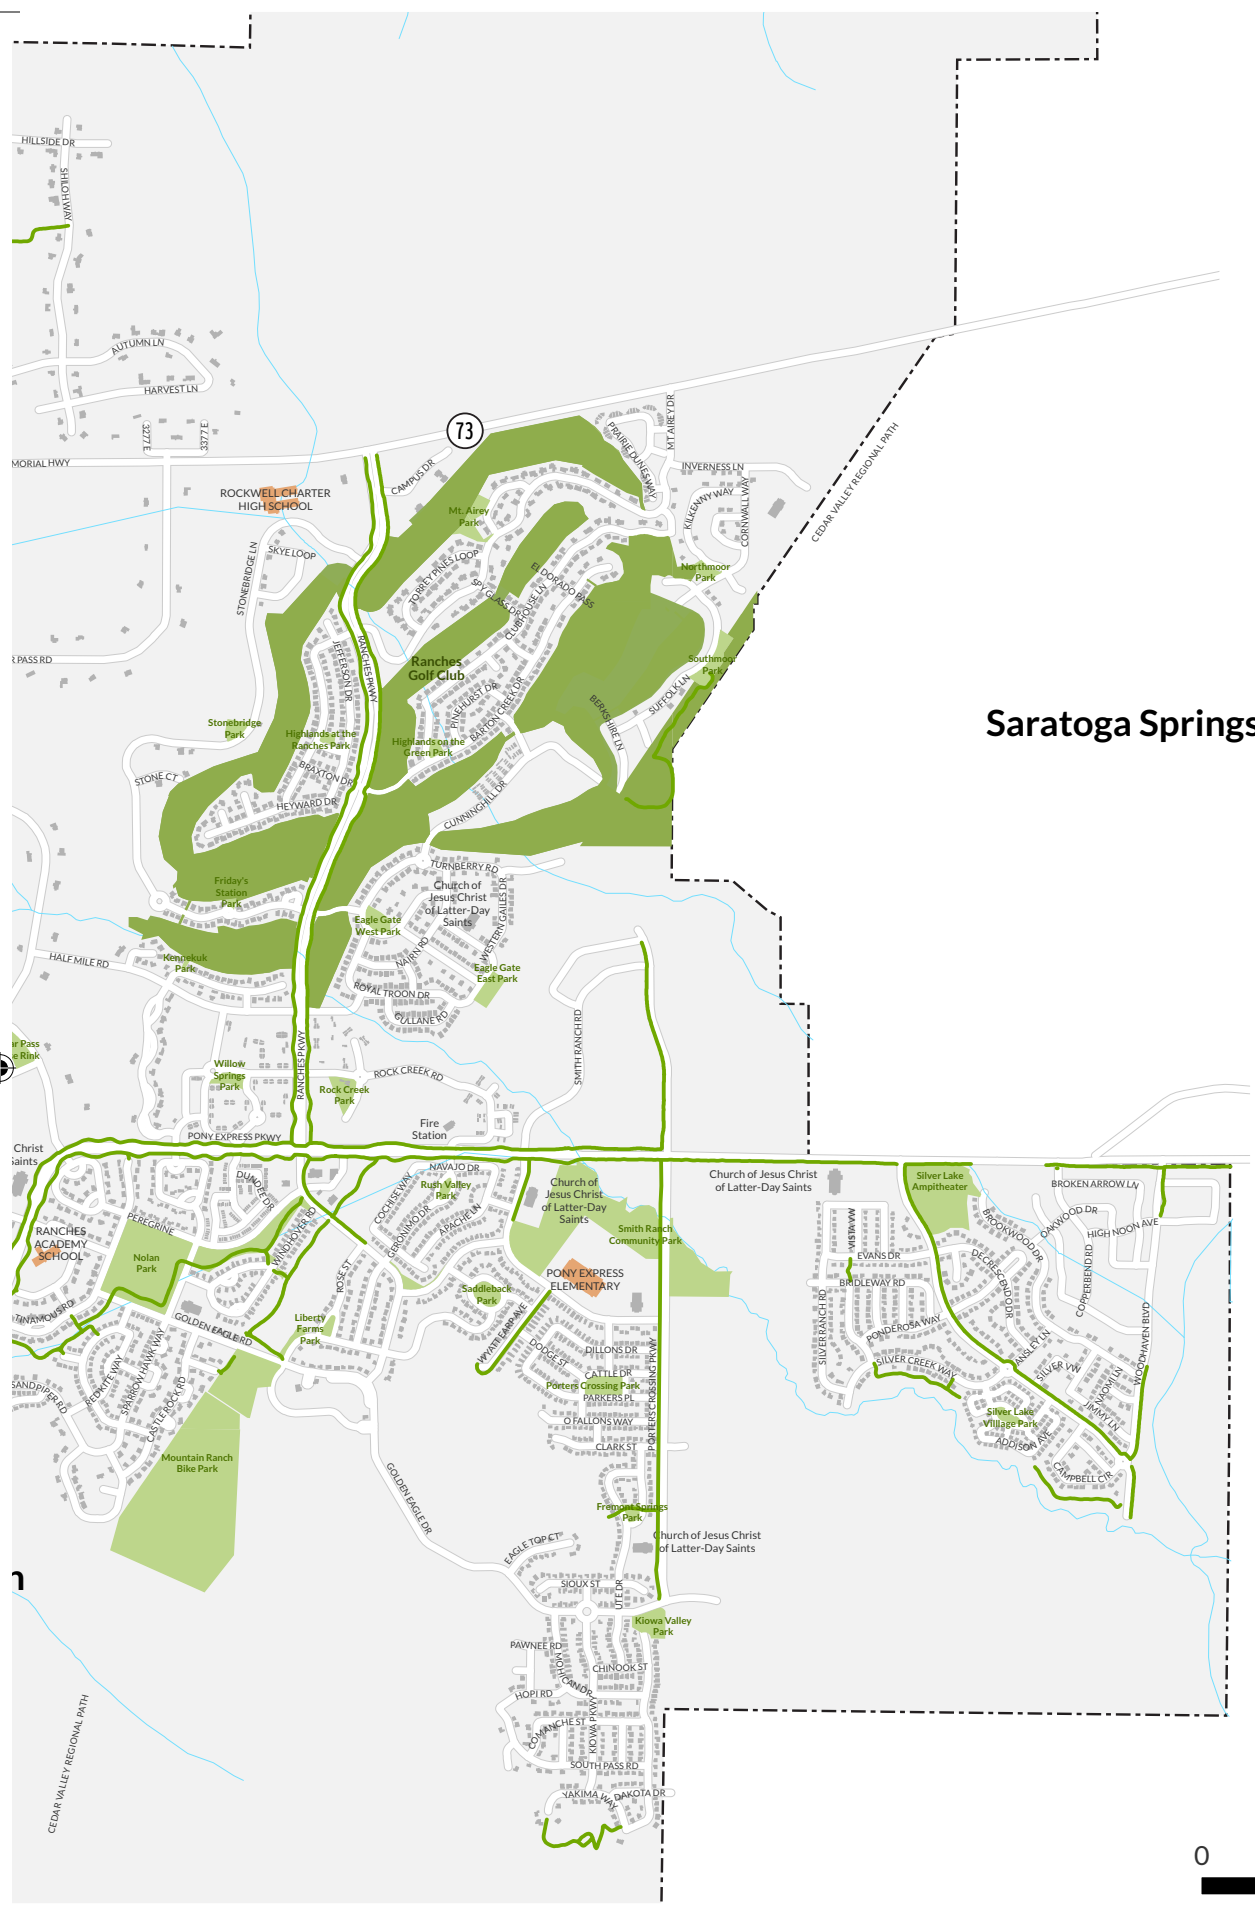 HILLSIDE DR
SHILOH WAY
AUTUMN LN
HARVEST LN
3277 E
3377 E
MORIAL HWY
73
MT AIREY DR
PRAIRIE DUNES WAY
INVERNESS LN
CAMPUS DR
KILKENNY WAY
CORNWALL WAY
CEDAR VALLEY REGIONAL PATH
ROCKWELL CHARTER
HIGH SCHOOL
Mt. Airey
Park
SKYE LOOP
STONEBRIDGE LN
TORREY PINES LOOP
SPY GLASS DR
EL DORADO PASS
CLUBHOUSE LN
Northmoor
Park
R PASS RD
JEFFERSON DR
RANCHES PKWY
Ranches
Golf Club
Southmoor
Park
PINEHURST DR
BARTON CREEK DR
BERKSHIRE LN
SUFFOLK LN
Saratoga Springs
Stonebridge
Park
Highlands at the
Ranches Park
Highlands on the
Green Park
STONE CT
BRAXTON DR
HEYWARD DR
CUNNINGHILL DR
TURNBERRY RD
Friday's
Station
Park
Church of
Jesus Christ
of Latter-Day
Saints
WESTERN GAILES DR
Eagle Gate
West Park
NAIRN RD
HALF MILE RD
Kennekuk
Park
Eagle Gate
East Park
ROYAL TROON DR
GULLANE RD
SMITH RANCH RD
ar Pass
e Rink
Willow
Springs
Park
RANCHES PKWY
Rock Creek
Park
ROCK CREEK RD
Fire
Station
PONY EXPRESS PKWY
Christ
Saints
NAVAJO DR
DUNDEE DR
COCHISE WAY
Rush Valley
Park
Church of
Jesus Christ
of Latter-Day
Saints
Church of Jesus Christ
of Latter-Day Saints
Silver Lake
Ampitheater
BROKEN ARROW LN
PEREGRINE
WINDHOVER RD
GERONIMO DR
APACHE LN
Smith Ranch
Community Park
VISTA VW
BROOKWOOD DR
OAKWOOD DR
HIGH NOON AVE
RANCHES
ACADEMY
SCHOOL
Nolan
Park
ROSE ST
PONY EXPRESS
ELEMENTARY
EVANS DR
BRIDLEWAY RD
DECRESCENDO DR
COPPERBEND RD
Saddleback
Park
TINAMOUS RD
GOLDEN EAGLE RD
Liberty
Farms
Park
WYATT EARP AVE
SILVER RANCH RD
PONDEROSA WAY
ANSLEY LN
WOODHAVEN BLVD
DODGE ST
DILLONS DR
CATTLE DR
Porters Crossing Park
PARKERS PL
PORTERS CROSSING PKWY
SILVER CREEK WAY
SILVER VW
NAOMI LN
JIMMY LN
SANDPIPER RD
RED KITE WAY
SPARROW HAWK WAY
CASTLE ROCK RD
O FALLONS WAY
CLARK ST
Silver Lake
Village Park
ADDISON AVE
CAMPBELL CIR
Mountain Ranch
Bike Park
GOLDEN EAGLE DR
Fremont Springs
Park
Church of Jesus Christ
of Latter-Day Saints
EAGLE TOP CT
n
SIOUX ST
UTE DR
Kiowa Valley
Park
PAWNEE RD
MOHICAN DR
CHINOOK ST
HOPI RD
COMANCHE ST
KIOWA PKWY
SOUTH PASS RD
YAKIMA WAY
DAKOTA DR
CEDAR VALLEY REGIONAL PATH
0